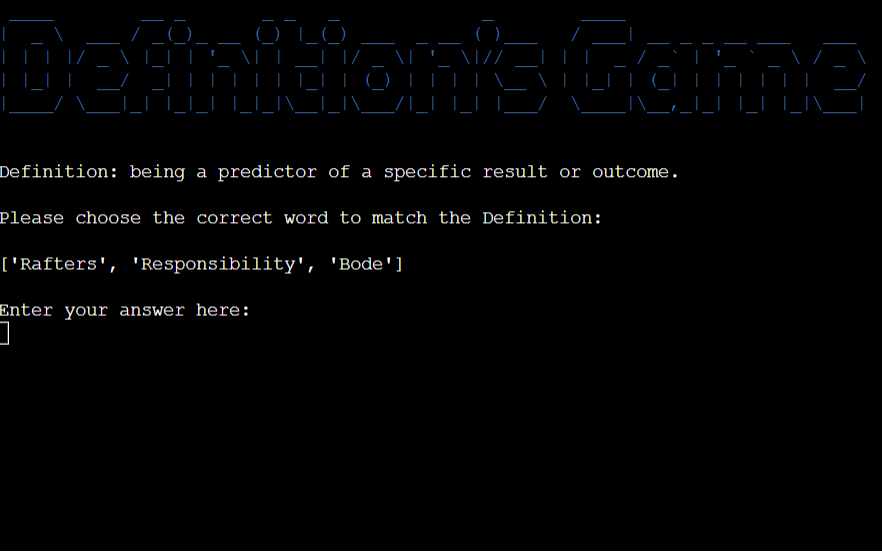 Definitions Game
Definition: being a predictor of a specific result or outcome.
Please choose the correct word to match the Definition:
['Rafters', 'Responsibility', 'Bode']
Enter your answer here: